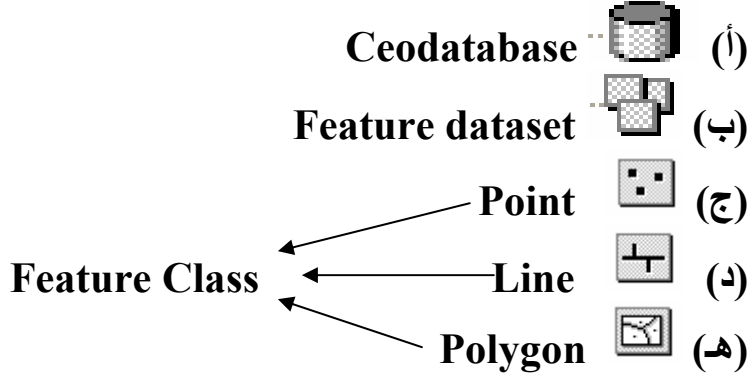 (أ) Ceodatabase
(ب) Feature dataset
(ج) Point
(د) Line
Feature Class
(هـ) Polygon